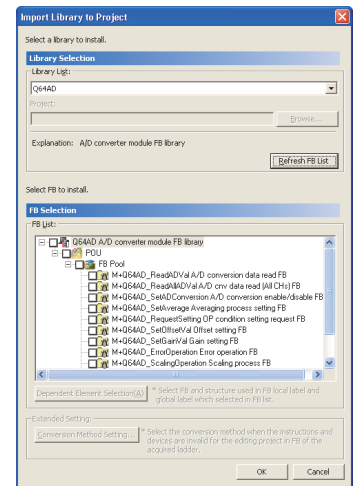 Import Library to Project
Select a library to install.
Library Selection
Library List:
Q64AD
Project:
Browse...
Explanation: A/D converter module FB library
Refresh FB List
Select FB to install.
FB Selection
FB List:
Q64AD A/D converter module FB library
POU
FB Pool
M+Q64AD_ReadADVal A/D conversion data read FB
M+Q64AD_ReadAllADVal A/D cnv data read (All CHs) FB
M+Q64AD_SetADConversion A/D conversion enable/disable FB
M+Q64AD_SetAverage Averaging process setting FB
M+Q64AD_RequestSetting OP condition setting request FB
M+Q64AD_SetOffsetVal Offset setting FB
M+Q64AD_SetGainVal Gain setting FB
M+Q64AD_ErrorOperation Error operation FB
M+Q64AD_ScalingOperation Scaling process FB
Dependent Element Selection(A)
* Select FB and structure used in FB local label and
global label which selected in FB list.
Extended Setting:
Conversion Method Setting...
* Select the conversion method when the instructions and
devices are invalid for the editing project in FB of the
acquired ladder.
OK
Cancel